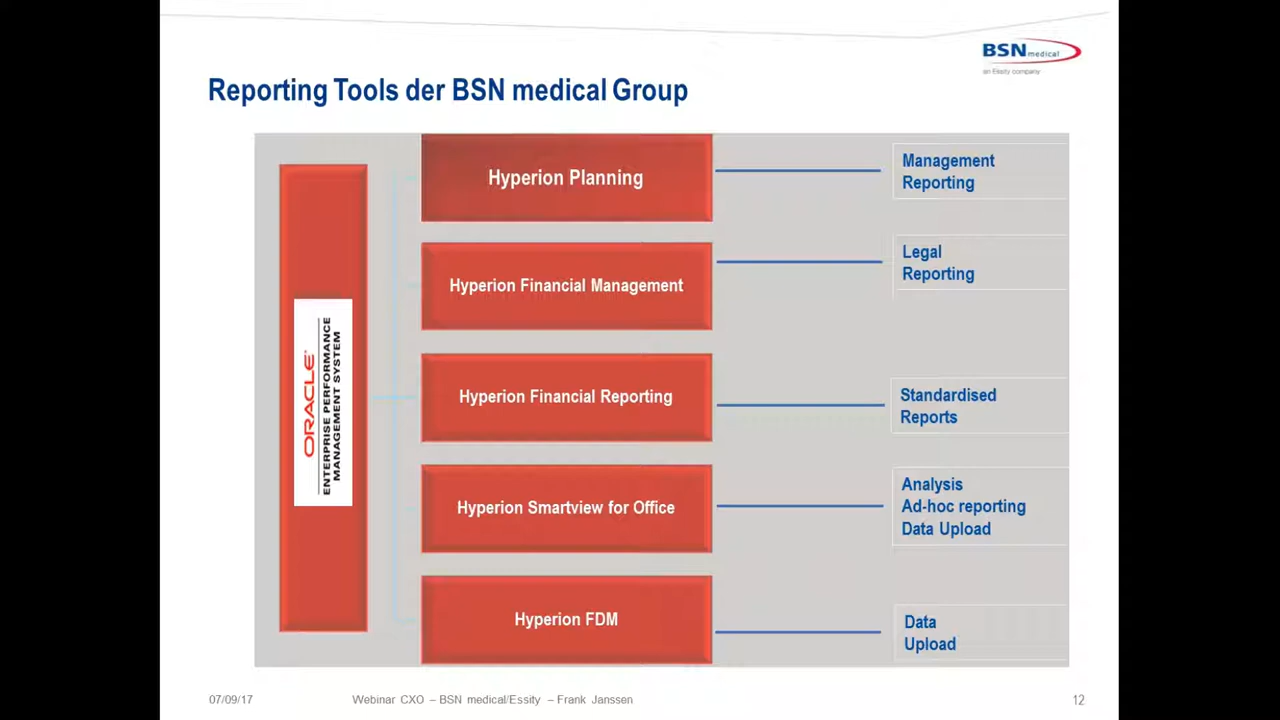 BSN medical
an Essity company
Reporting Tools der BSN medical Group
ORACLE®
ENTERPRISE PERFORMANCE
MANAGEMENT SYSTEM
Hyperion Planning
Management
Reporting
Hyperion Financial Management
Legal
Reporting
Hyperion Financial Reporting
Standardised
Reports
Hyperion Smartview for Office
Analysis
Ad-hoc reporting
Data Upload
Hyperion FDM
Data
Upload
07/09/17
Webinar CXO – BSN medical/Essity – Frank Janssen
12